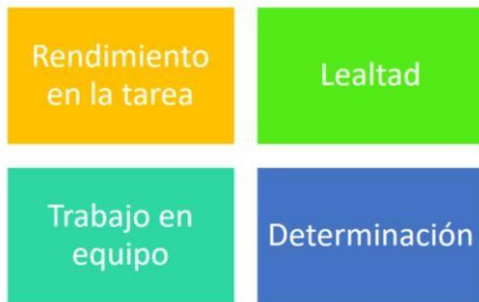 Rendimiento
en la tarea
Lealtad
Trabajo en
equipo
Determinación